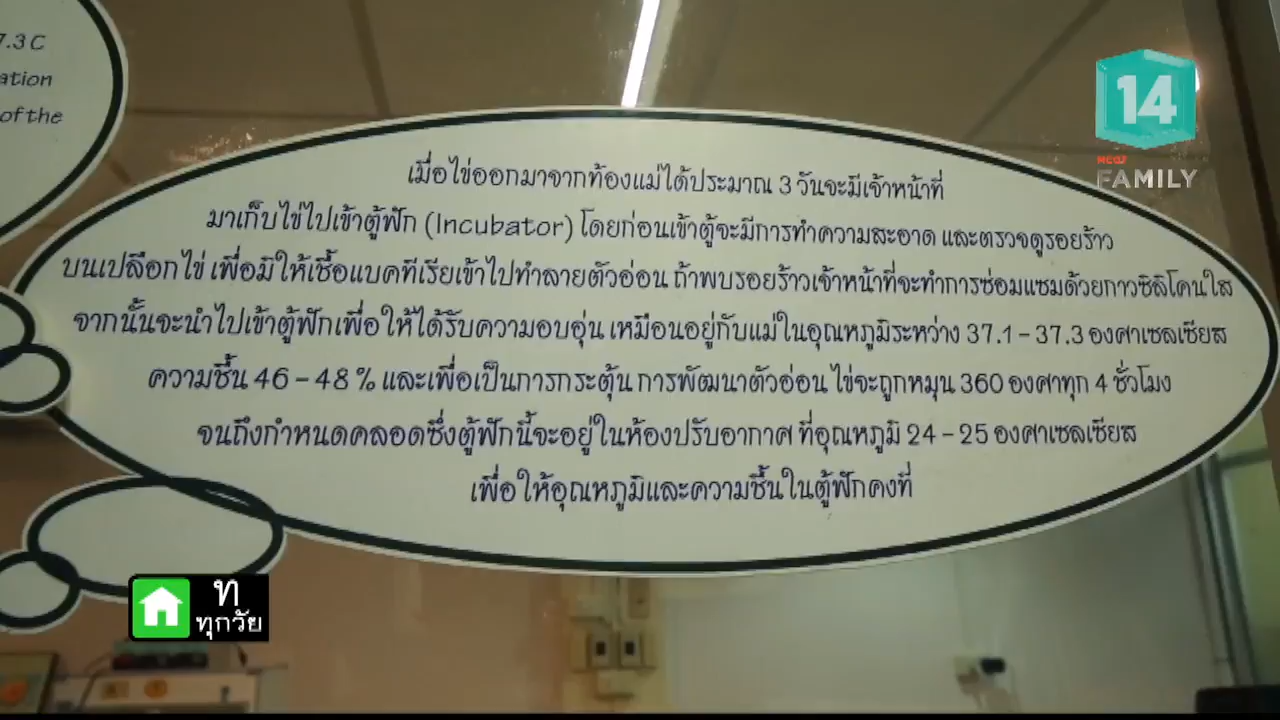 7.3 C
ation
of the
14
FAMILY
เมื่อไข่ออกมาจากท้องแม่ได้ประมาณ 3 วันจะมีเจ้าหน้าที่
มาเก็บไข่ไปเข้าตู้ฟัก (Incubator) โดยก่อนเข้าตู้จะมีการทำความสะอาด และตรวจดูรอยร้าว
บนเปลือกไข่ เพื่อมิให้เชื้อแบคทีเรียเข้าไปทำลายตัวอ่อน ถ้าพบรอยร้าวเจ้าหน้าที่จะทำการซ่อมแซมด้วยกาวซิลิโคนใส
จากนั้นจะนำไปเข้าตู้ฟักเพื่อให้ได้รับความอบอุ่น เหมือนอยู่กับแม่ในอุณหภูมิระหว่าง 37.1 – 37.3 องศาเซลเซียส
ความชื้น 46 – 48 % และเพื่อเป็นการกระตุ้น การพัฒนาตัวอ่อน ไข่จะถูกหมุน 360 องศาทุก 4 ชั่วโมง
จนถึงกำหนดคลอดซึ่งตู้ฟักนี้จะอยู่ในห้องปรับอากาศ ที่อุณหภูมิ 24 – 25 องศาเซลเซียส
เพื่อให้อุณหภูมิและความชื้นในตู้ฟักคงที่
ท
ทุกวัย